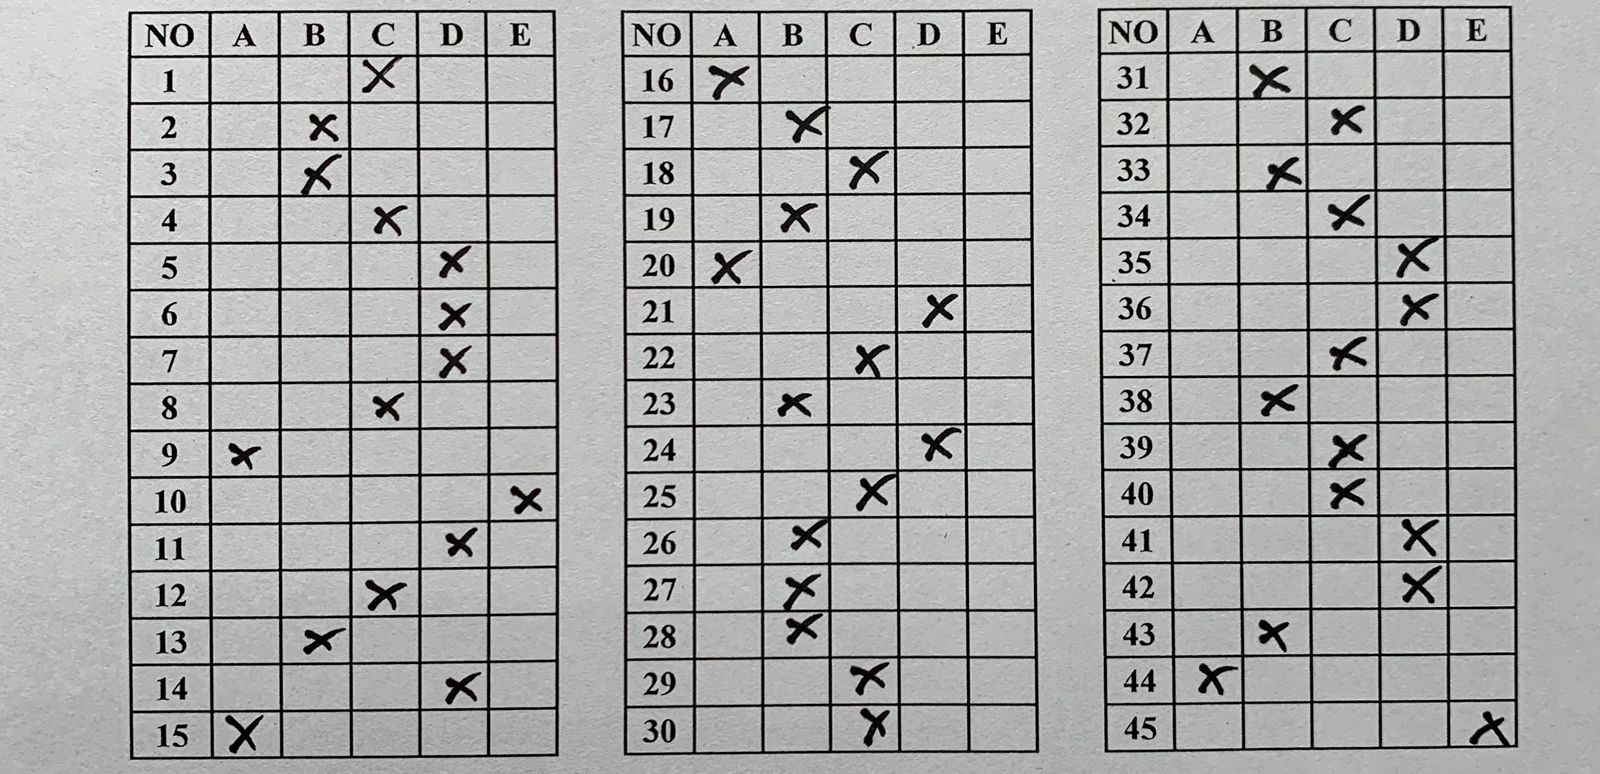 NO A B C D E
1 X
2 X
3 X
4 X
5 X
6 X
7 X
8 X
9 X
10 X
11 X
12 X
13 X
14 X
15 X
NO A B C D E
16 X
17 X
18 X
19 X
20 X
21 X
22 X
23 X
24 X
25 X
26 X
27 X
28 X
29 X
30 X
NO A B C D E
31 X
32 X
33 X
34 X
35 X
36 X
37 X
38 X
39 X
40 X
41 X
42 X
43 X
44 X
45 X